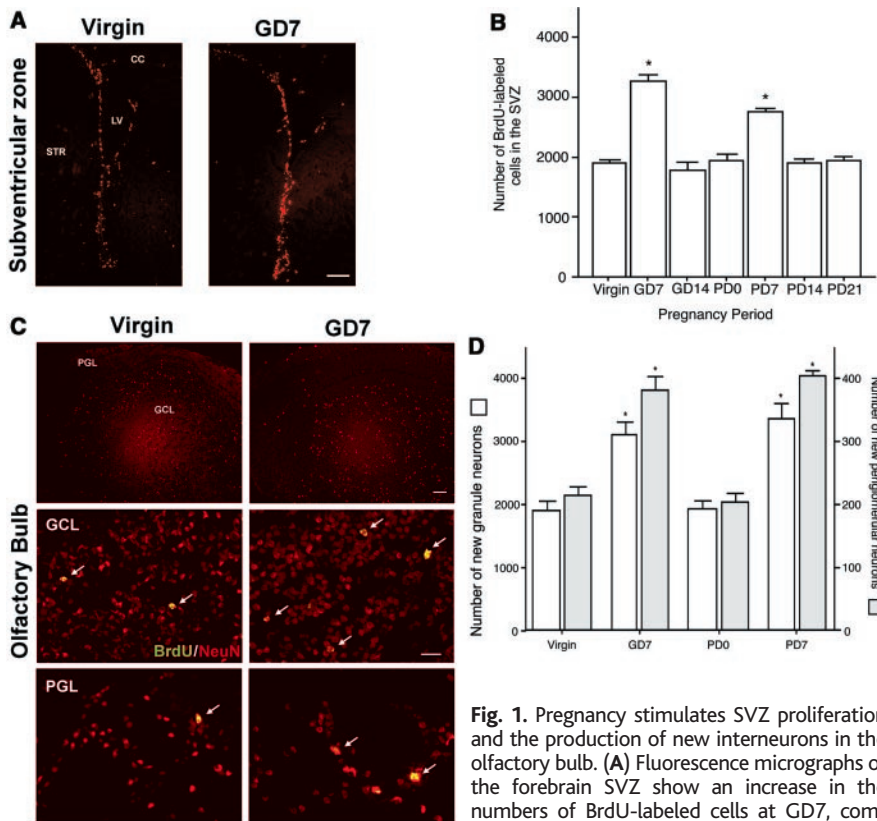 A
Virgin
GD7
Subventricular zone
CC
LV
STR
B
Number of BrdU-labeled
cells in the SVZ
4000
3000
2000
1000
0
*
*
Virgin GD7 GD14 PD0 PD7 PD14 PD21
Pregnancy Period
C
Virgin
GD7
Olfactory Bulb
PGL
GCL
GCL
BrdU/NeuN
PGL
D
Number of new granule neurons
4000
3000
2000
1000
0
*
*
*
*
400
300
200
100
0
Number of new periglomerular neurons
Virgin GD7 PD0 PD7
Fig. 1. Pregnancy stimulates SVZ proliferation
and the production of new interneurons in the
olfactory bulb. (A) Fluorescence micrographs o
the forebrain SVZ show an increase in the
numbers of BrdU-labeled cells at GD7, com